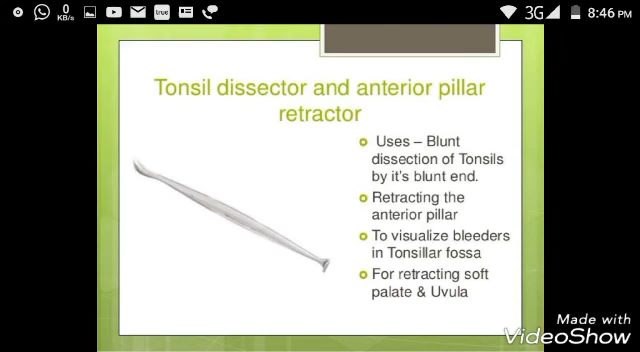 0
KB/s
true
3G
8:46 PM
Tonsil dissector and anterior pillar
retractor
Uses – Blunt
dissection of Tonsils
by it's blunt end.
Retracting the
anterior pillar
To visualize bleeders
in Tonsillar fossa
For retracting soft
palate & Uvula
Made with
VideoShow